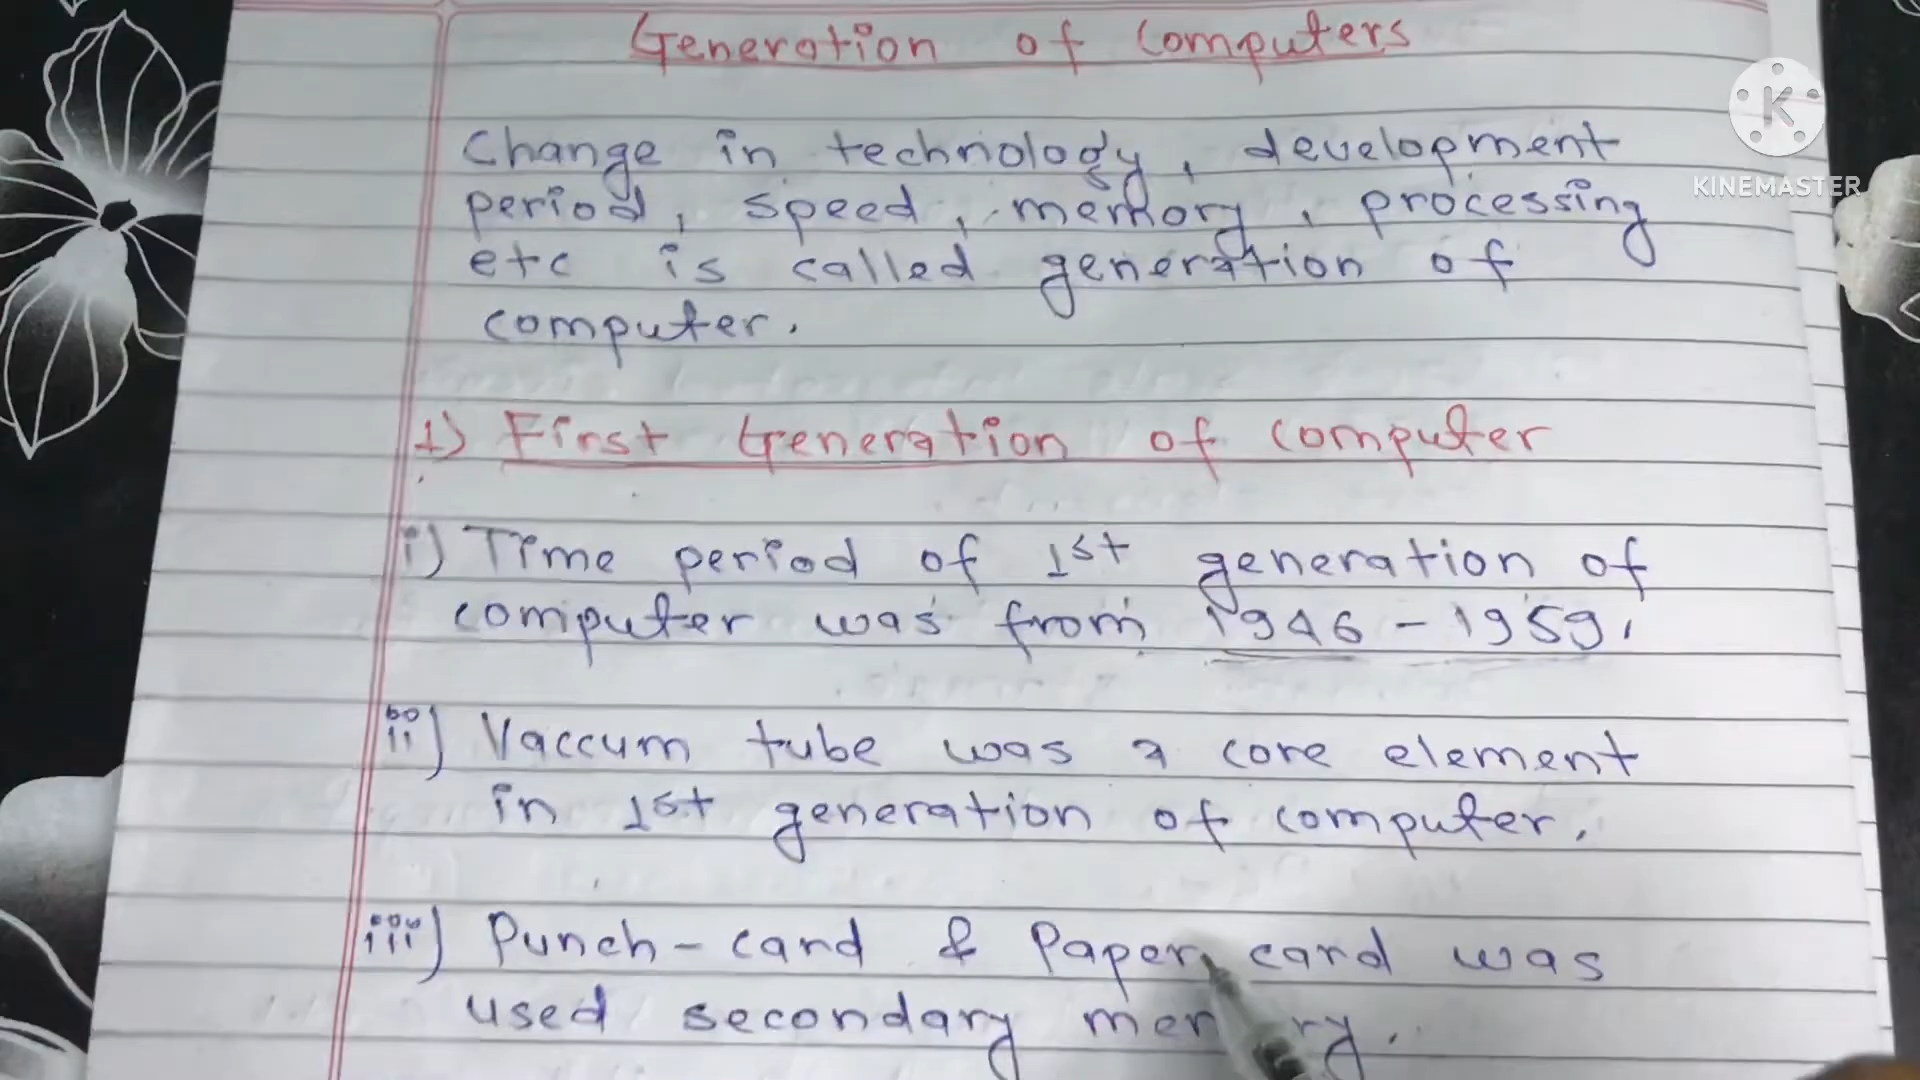 Generation of Computers
Change in technology, development
period, speed, memory, processing
etc is called generation of
computer.
1) First Generation of computer
i) Time period of 1st generation of
computer was from 1946 - 1959.
ii) Vaccum tube was a core element
in 1st generation of computer.
iii) Punch-card & Paper card was
used secondary memory.
K
KINEMASTER